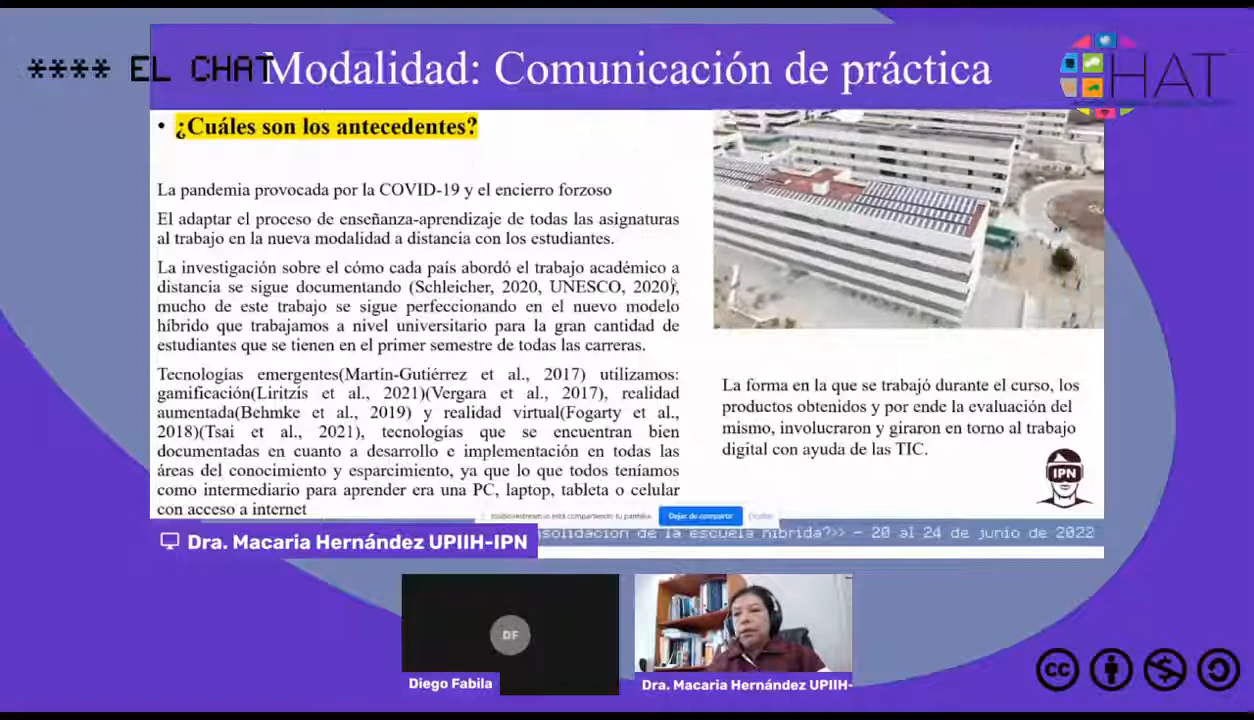 **** EL CHAT
Modalidad: Comunicación de práctica
HAT
• ¿Cuáles son los antecedentes?
La pandemia provocada por la COVID-19 y el encierro forzoso
El adaptar el proceso de enseñanza-aprendizaje de todas las asignaturas
al trabajo en la nueva modalidad a distancia con los estudiantes.
La investigación sobre el cómo cada país abordó el trabajo académico a
distancia se sigue documentando (Schleicher, 2020, UNESCO, 2020),
mucho de este trabajo se sigue perfeccionando en el nuevo modelo
híbrido que trabajamos a nivel universitario para la gran cantidad de
estudiantes que se tienen en el primer semestre de todas las carreras.
Tecnologías emergentes(Martín-Gutiérrez et al., 2017) utilizamos:
gamificación(Liritzis et al., 2021)(Vergara et al., 2017), realidad
aumentada(Behmke et al., 2019) y realidad virtual(Fogarty et al.,
2018)(Tsai et al., 2021), tecnologías que se encuentran bien
documentadas en cuanto a desarrollo e implementación en todas las
áreas del conocimiento y esparcimiento, ya que lo que todos teníamos
como intermediario para aprender era una PC, laptop, tableta o celular
con acceso a internet
La forma en la que se trabajó durante el curso, los
productos obtenidos y por ende la evaluación del
mismo, involucraron y giraron en torno al trabajo
digital con ayuda de las TIC.
IPN
está compartiendo tu pantalla.
Dejar de compartir
Ocultar
Dra. Macaria Hernández UPIIH-IPN
solidación de la escuela híbrida?>> - 20 al 24 de junio de 2022
DF
Diego Fabila
Dra. Macaria Hernández UPIIH-
cc